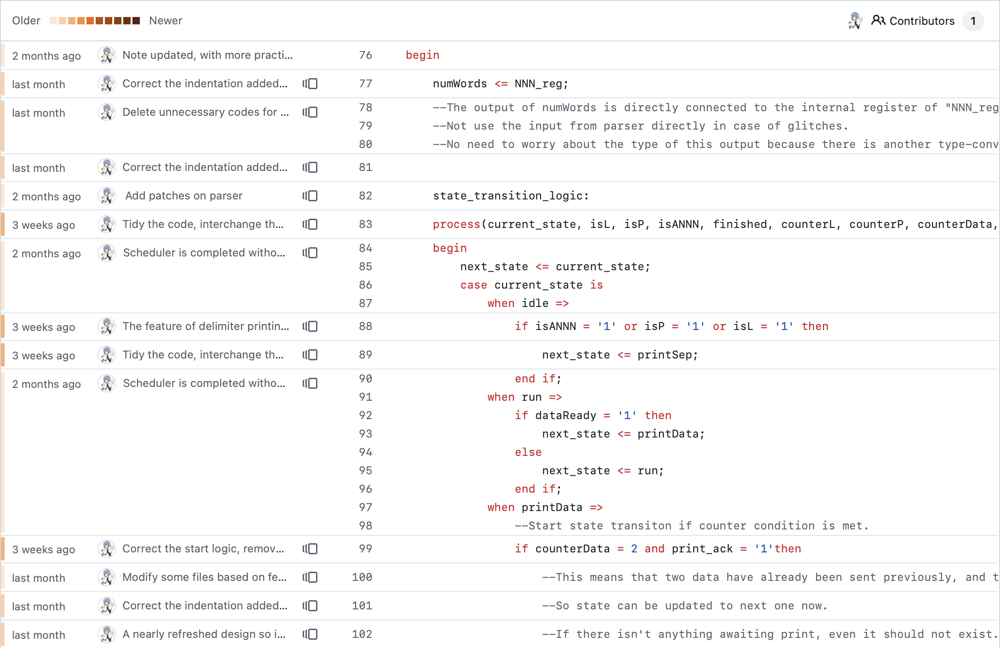 Older Newer Contributors 1
2 months ago Note updated, with more practi... 76 begin
last month Correct the indentation added... 77 numWords <= NNN_reg;
last month Delete unnecessary codes for ... 78 --The output of numWords is directly connected to the internal register of "NNN_reg
79 --Not use the input from parser directly in case of glitches.
80 --No need to worry about the type of this output because there is another type-conv
last month Correct the indentation added... 81
2 months ago Add patches on parser 82 state_transition_logic:
3 weeks ago Tidy the code, interchange th... 83 process(current_state, isL, isP, isANNN, finished, counterL, counterP, counterData,
2 months ago Scheduler is completed witho... 84 begin
85 next_state <= current_state;
86 case current_state is
87 when idle =>
3 weeks ago The feature of delimiter printin... 88 if isANNN = '1' or isP = '1' or isL = '1' then
3 weeks ago Tidy the code, interchange th... 89 next_state <= printSep;
2 months ago Scheduler is completed witho... 90 end if;
91 when run =>
92 if dataReady = '1' then
93 next_state <= printData;
94 else
95 next_state <= run;
96 end if;
97 when printData =>
98 --Start state transiton if counter condition is met.
3 weeks ago Correct the start logic, remov... 99 if counterData = 2 and print_ack = '1'then
last month Modify some files based on fe... 100 --This means that two data have already been sent previously, and t
last month Correct the indentation added... 101 --So state can be updated to next one now.
last month A nearly refreshed design so i... 102 --If there isn't anything awaiting print, even it should not exist.